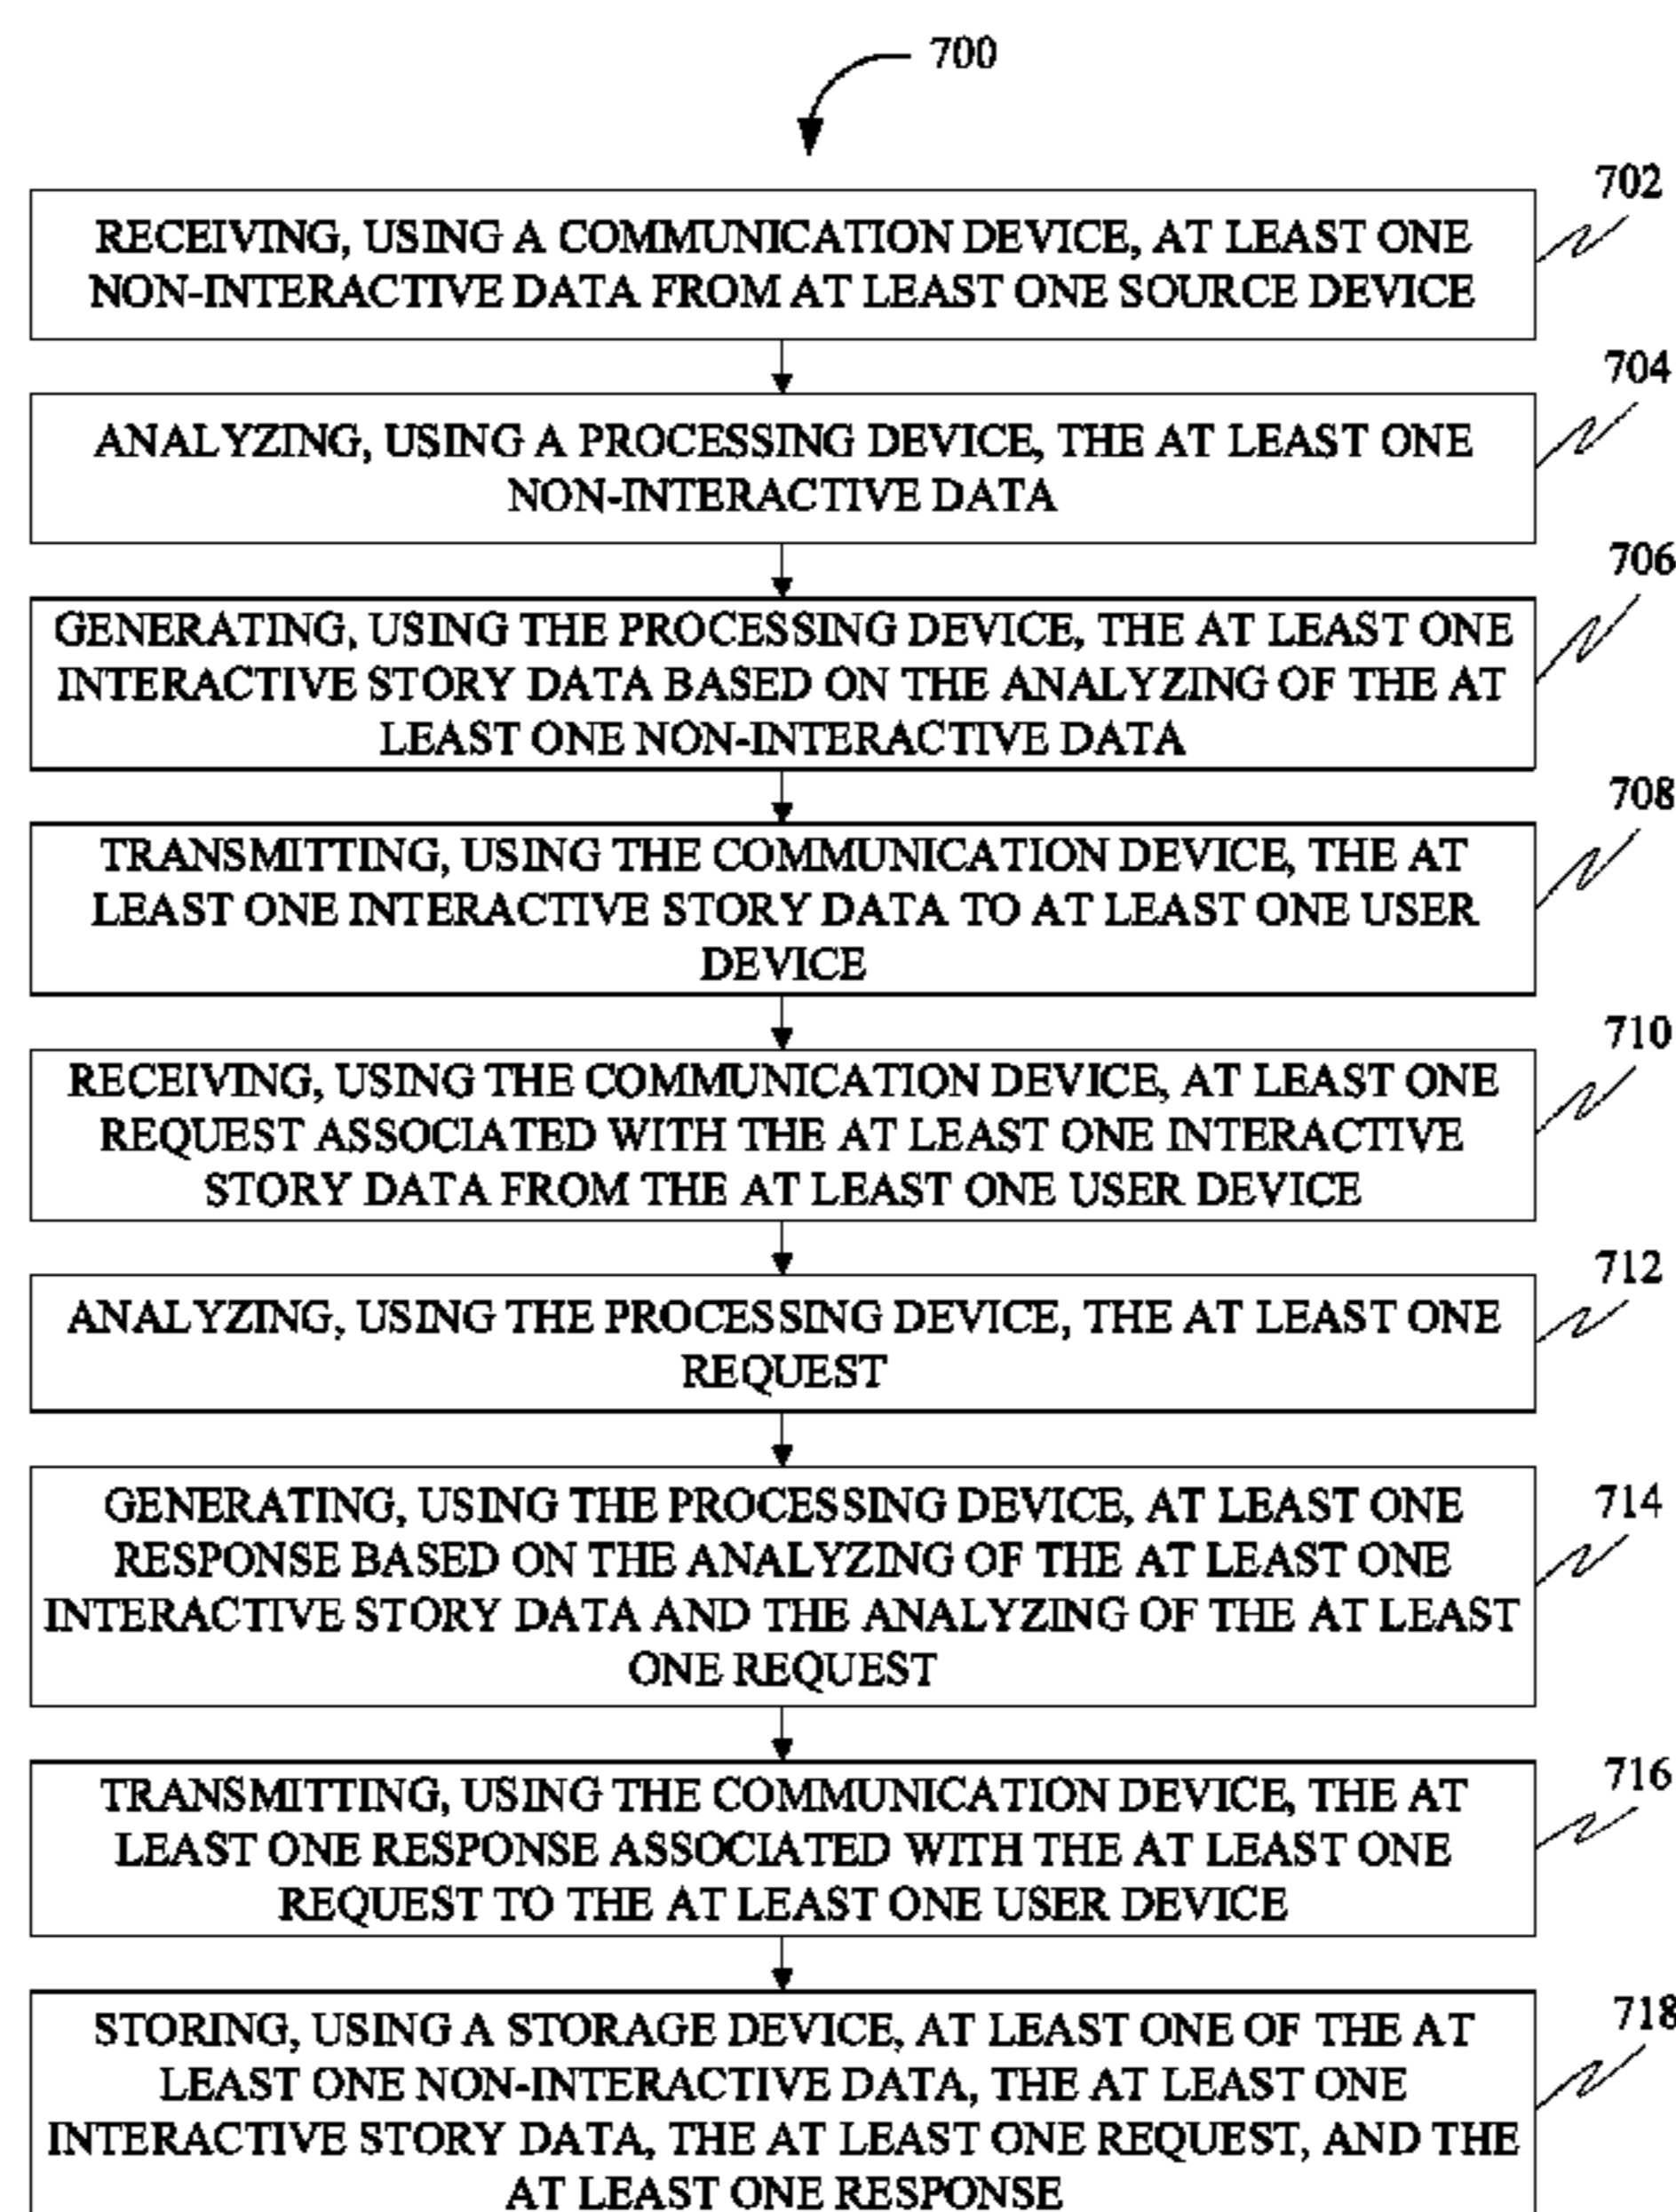 700
702
RECEIVING, USING A COMMUNICATION DEVICE, AT LEAST ONE
NON-INTERACTIVE DATA FROM AT LEAST ONE SOURCE DEVICE
704
ANALYZING, USING A PROCESSING DEVICE, THE AT LEAST ONE
NON-INTERACTIVE DATA
706
GENERATING, USING THE PROCESSING DEVICE, THE AT LEAST ONE
INTERACTIVE STORY DATA BASED ON THE ANALYZING OF THE AT
LEAST ONE NON-INTERACTIVE DATA
708
TRANSMITTING, USING THE COMMUNICATION DEVICE, THE AT
LEAST ONE INTERACTIVE STORY DATA TO AT LEAST ONE USER
DEVICE
710
RECEIVING, USING THE COMMUNICATION DEVICE, AT LEAST ONE
REQUEST ASSOCIATED WITH THE AT LEAST ONE INTERACTIVE
STORY DATA FROM THE AT LEAST ONE USER DEVICE
712
ANALYZING, USING THE PROCESSING DEVICE, THE AT LEAST ONE
REQUEST
714
GENERATING, USING THE PROCESSING DEVICE, AT LEAST ONE
RESPONSE BASED ON THE ANALYZING OF THE AT LEAST ONE
INTERACTIVE STORY DATA AND THE ANALYZING OF THE AT LEAST
ONE REQUEST
716
TRANSMITTING, USING THE COMMUNICATION DEVICE, THE AT
LEAST ONE RESPONSE ASSOCIATED WITH THE AT LEAST ONE
REQUEST TO THE AT LEAST ONE USER DEVICE
718
STORING, USING A STORAGE DEVICE, AT LEAST ONE OF THE AT
LEAST ONE NON-INTERACTIVE DATA, THE AT LEAST ONE
INTERACTIVE STORY DATA, THE AT LEAST ONE REQUEST, AND THE
AT LEAST ONE RESPONSE